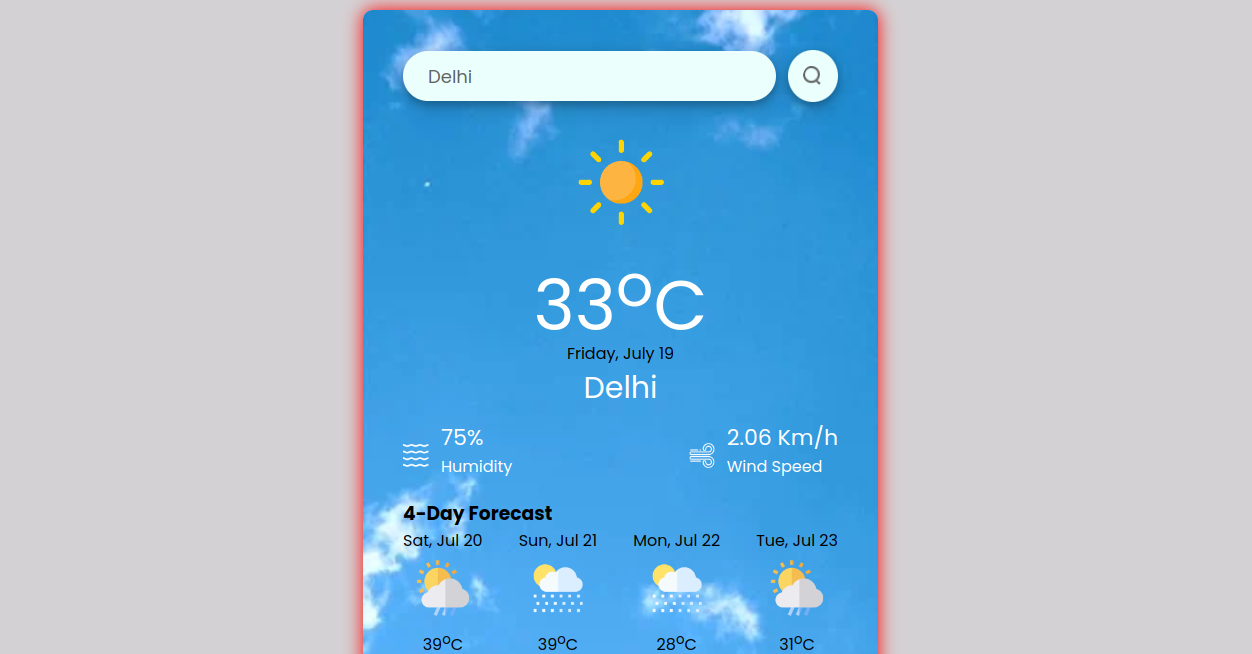 Delhi
33°C
Friday, July 19
Delhi
75%
Humidity
2.06 Km/h
Wind Speed
4-Day Forecast
Sat, Jul 20 Sun, Jul 21 Mon, Jul 22 Tue, Jul 23
39°C 39°C 28°C 31°C